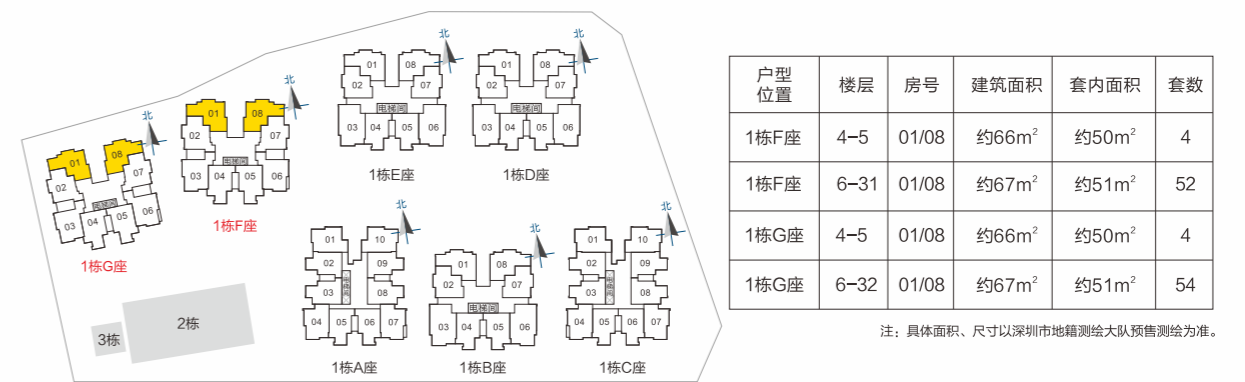 北
01
08
02
07
电梯间
03
04
05
06
1栋G座
北
01
08
02
07
电梯间
03
04
05
06
1栋F座
北
01
08
02
07
电梯间
03
04
05
06
1栋E座
北
01
08
02
07
电梯间
03
04
05
06
1栋D座
北
01
10
02
09
电梯间
03
08
04
05
06
07
1栋A座
北
01
08
02
07
电梯间
03
04
05
06
1栋B座
北
01
10
02
09
电梯间
03
08
04
05
06
07
1栋C座
2栋
3栋
户型位置 楼层 房号 建筑面积 套内面积 套数
1栋F座 4-5 01/08 约66m² 约50m² 4
1栋F座 6-31 01/08 约67m² 约51m² 52
1栋G座 4-5 01/08 约66m² 约50m² 4
1栋G座 6-32 01/08 约67m² 约51m² 54
注：具体面积、尺寸以深圳市地籍测绘大队预售测绘为准。